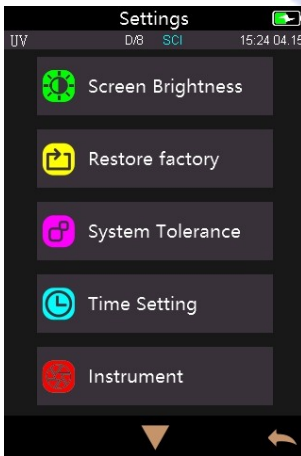 Settings
UV D/8 SCI 15:24 04.15
Screen Brightness
Restore factory
System Tolerance
Time Setting
Instrument